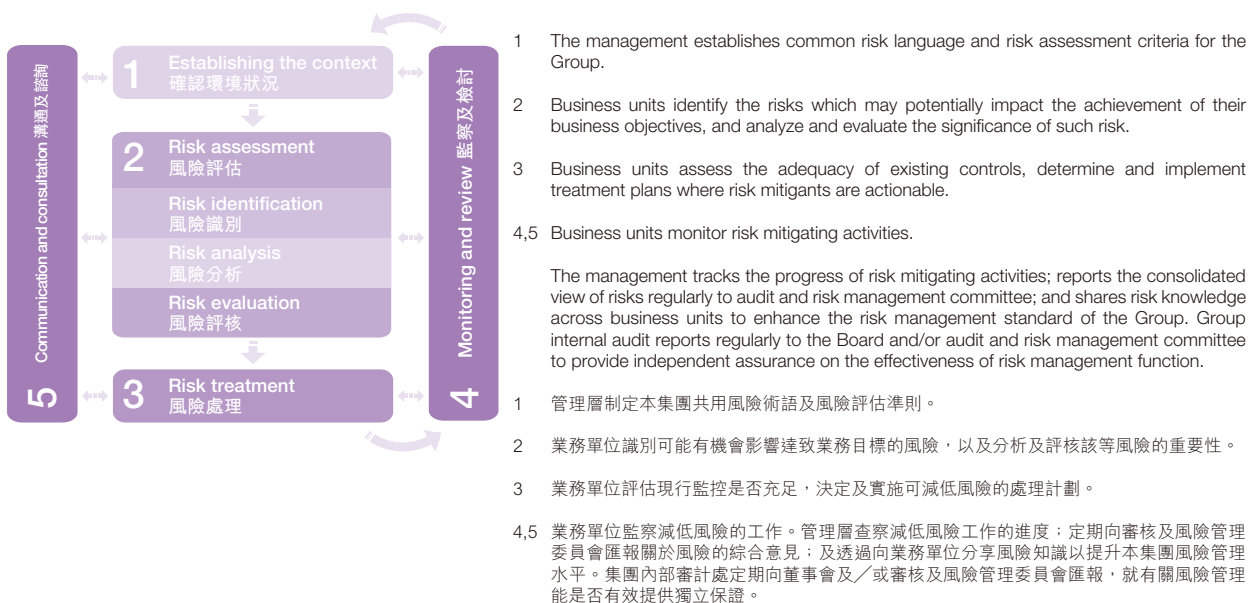 5 Communication and consultation 溝通及諮詢
1 Establishing the context
確認環境狀況
2 Risk assessment
風險評估
Risk identification
風險識別
Risk analysis
風險分析
Risk evaluation
風險評核
3 Risk treatment
風險處理
4 Monitoring and review 監察及檢討
1 The management establishes common risk language and risk assessment criteria for the
Group.
2 Business units identify the risks which may potentially impact the achievement of their
business objectives, and analyze and evaluate the significance of such risk.
3 Business units assess the adequacy of existing controls, determine and implement
treatment plans where risk mitigants are actionable.
4,5 Business units monitor risk mitigating activities.
The management tracks the progress of risk mitigating activities; reports the consolidated
view of risks regularly to audit and risk management committee; and shares risk knowledge
across business units to enhance the risk management standard of the Group. Group
internal audit reports regularly to the Board and/or audit and risk management committee
to provide independent assurance on the effectiveness of risk management function.
1 管理層制定本集團共用風險術語及風險評估準則。
2 業務單位識別可能有機會影響達致業務目標的風險，以及分析及評核該等風險的重要性。
3 業務單位評估現行監控是否充足，決定及實施可減低風險的處理計劃。
4,5 業務單位監察減低風險的工作。管理層查察減低風險工作的進度；定期向審核及風險管理
委員會匯報關於風險的綜合意見；及透過向業務單位分享風險知識以提升本集團風險管理
水平。集團內部審計處定期向董事會及／或審核及風險管理委員會匯報，就有關風險管理
能是否有效提供獨立保證。